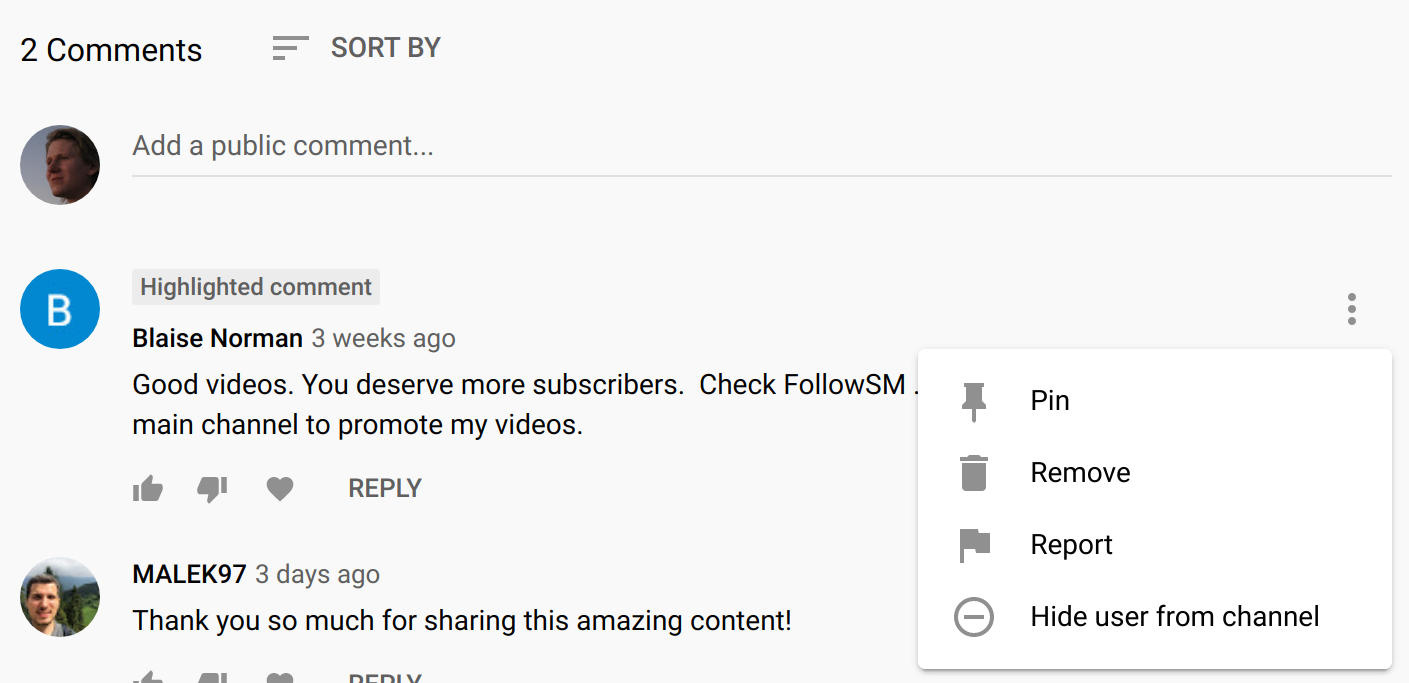 2 Comments SORT BY
Add a public comment...
B
Highlighted comment
Blaise Norman 3 weeks ago
Good videos. You deserve more subscribers.  Check FollowSM .
main channel to promote my videos.
REPLY
MALEK97 3 days ago
Thank you so much for sharing this amazing content!
REPLY
Pin
Remove
Report
Hide user from channel